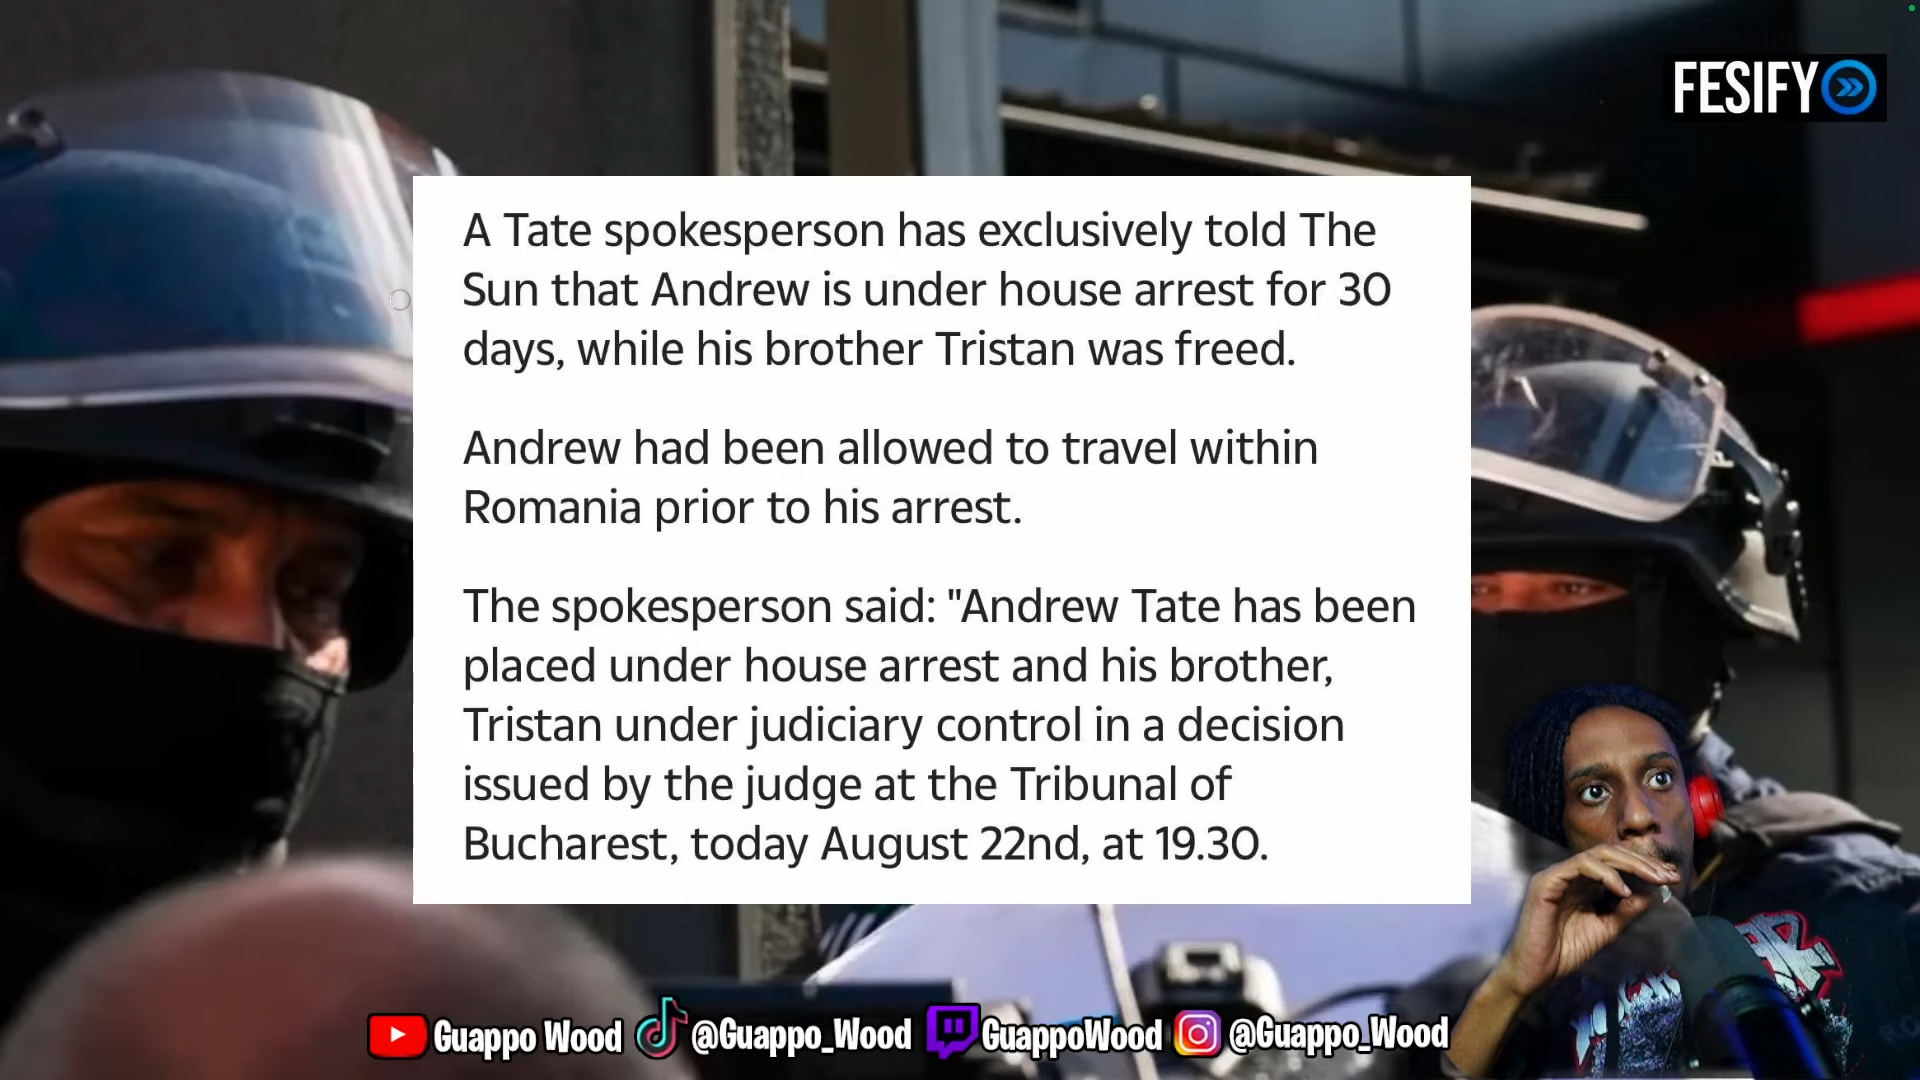 FESIFY
A Tate spokesperson has exclusively told The
Sun that Andrew is under house arrest for 30
days, while his brother Tristan was freed.
Andrew had been allowed to travel within
Romania prior to his arrest.
The spokesperson said: "Andrew Tate has been
placed under house arrest and his brother,
Tristan under judiciary control in a decision
issued by the judge at the Tribunal of
Bucharest, today August 22nd, at 19.30.
Guappo Wood @Guappo_Wood GuappoWood @Guappo_Wood